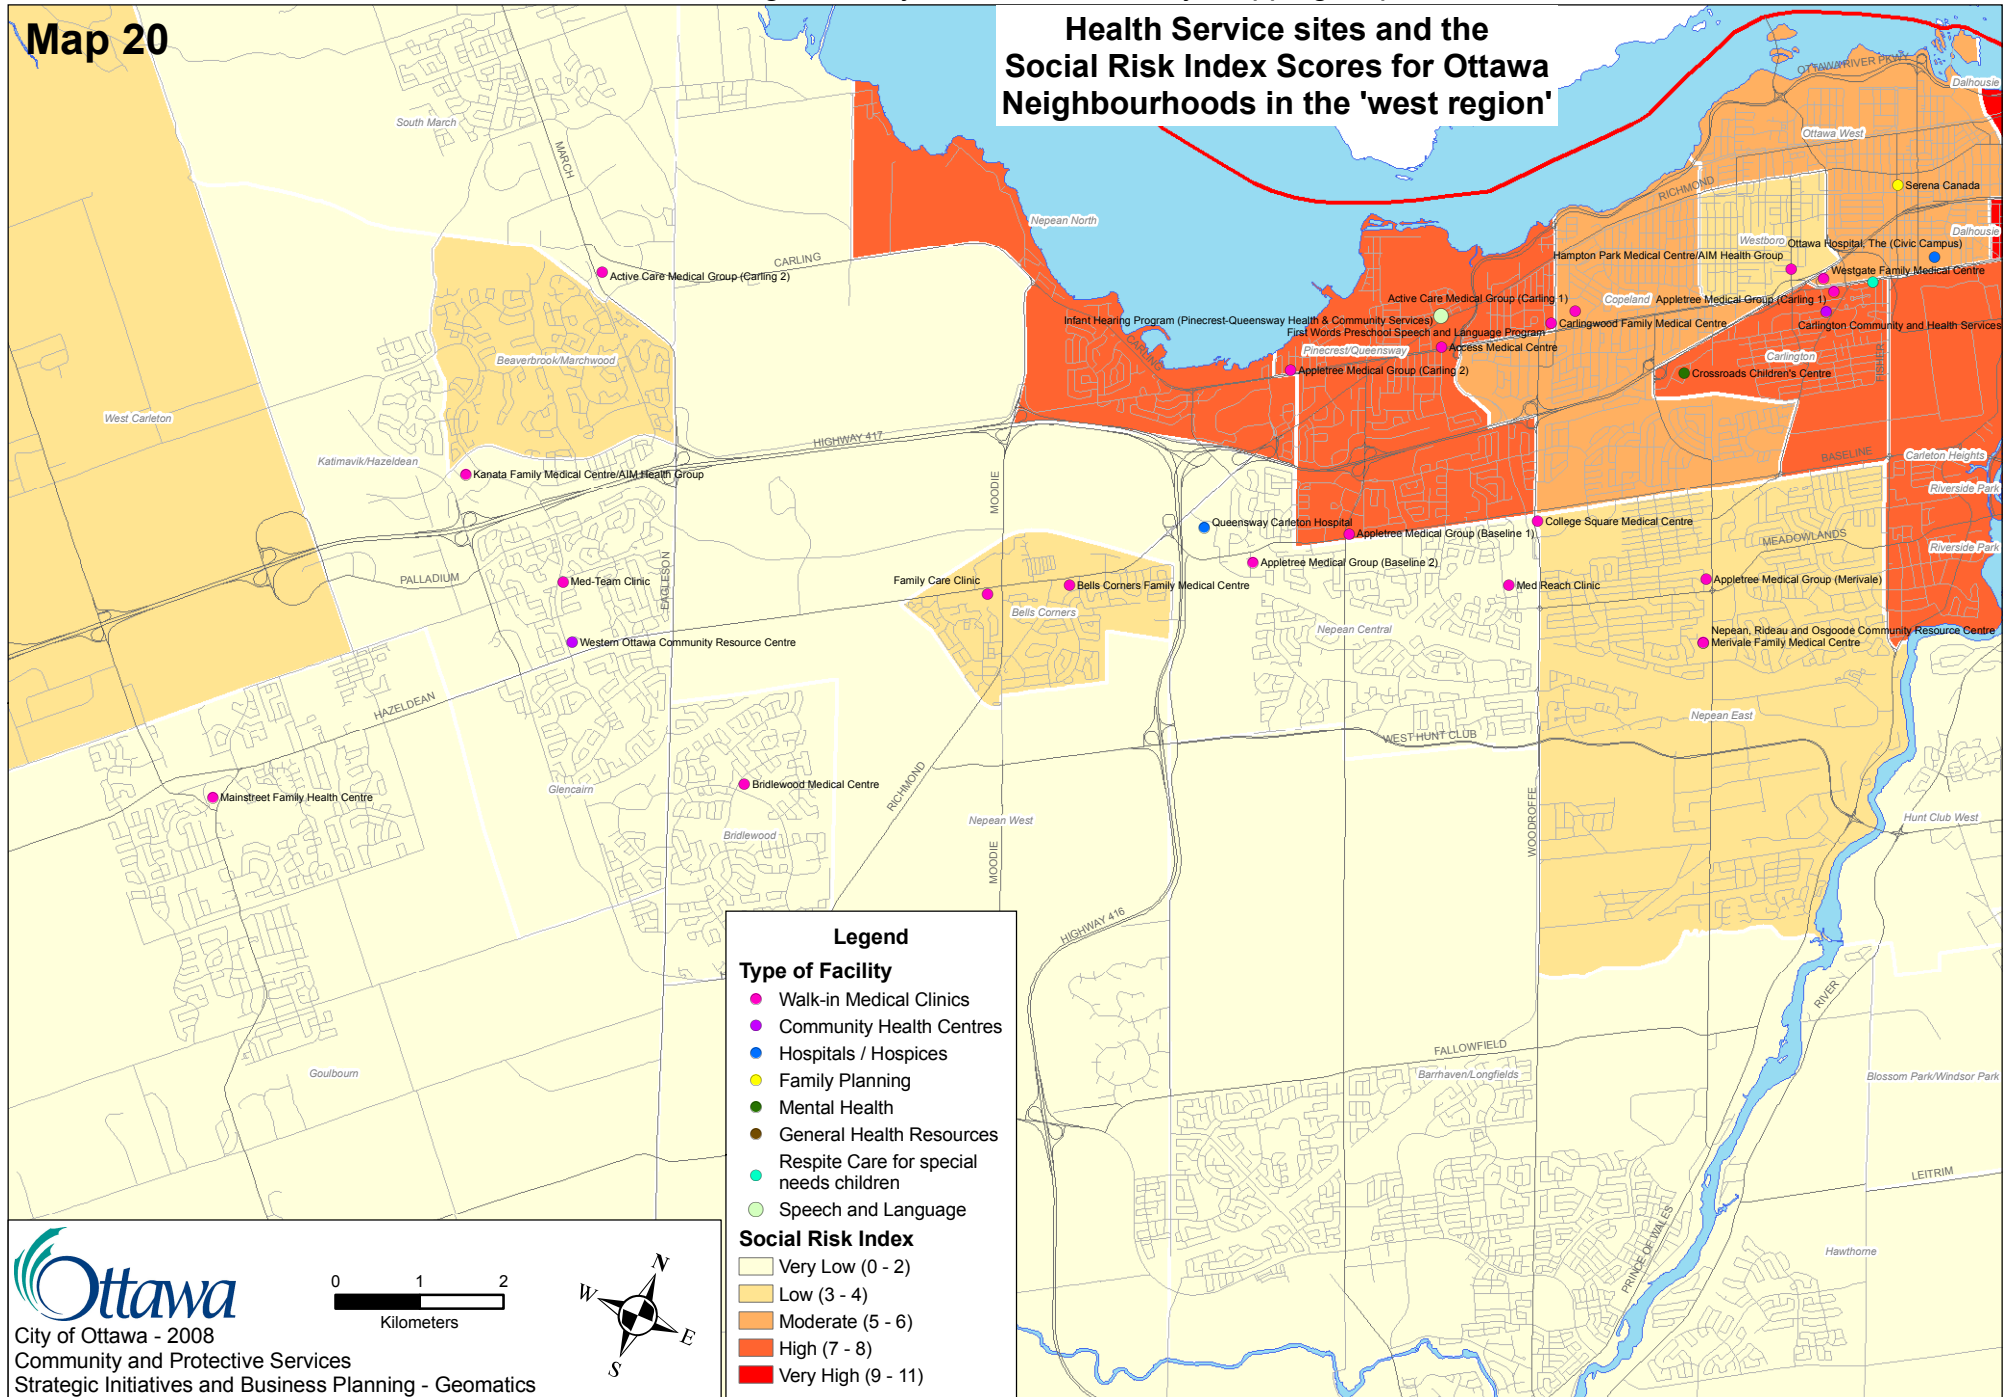 Map 20
Health Service sites and the
Social Risk Index Scores for Ottawa
Neighbourhoods in the 'west region'
OTTAWA RIVER PKWY
Dalhousie
South March
Ottawa West
MARCH
RICHMOND
Serena Canada
Nepean North
Dalhousie
Westboro
Ottawa Hospital, The (Civic Campus)
Hampton Park Medical Centre/AIM Health Group
CARLING
Active Care Medical Group (Carling 2)
Westgate Family Medical Centre
Active Care Medical Group (Carling 1)
Copeland
Appletree Medical Group (Carling 1)
Infant Hearing Program (Pinecrest-Queensway Health & Community Services)
Carlingwood Family Medical Centre
Carlington Community and Health Services
First Words Preschool Speech and Language Program
CARLING
Pinecrest/Queensway
Access Medical Centre
Carlington
FISHER
Beaverbrook/Marchwood
Appletree Medical Group (Carling 2)
Crossroads Children's Centre
West Carleton
HIGHWAY 417
Katimavik/Hazeldean
BASELINE
Carleton Heights
Kanata Family Medical Centre/AIM Health Group
MOODIE
Riverside Park
Queensway Carleton Hospital
College Square Medical Centre
Appletree Medical Group (Baseline 1)
MEADOWLANDS
Riverside Park
Appletree Medical Group (Baseline 2)
PALLADIUM
Med-Team Clinic
EAGLESON
Family Care Clinic
Bells Corners Family Medical Centre
Med Reach Clinic
Appletree Medical Group (Merivale)
Bells Corners
Nepean Central
Nepean, Rideau and Osgoode Community Resource Centre
Western Ottawa Community Resource Centre
Merivale Family Medical Centre
HAZELDEAN
Nepean East
WEST HUNT CLUB
Mainstreet Family Health Centre
Glencairn
Bridlewood Medical Centre
RICHMOND
Nepean West
WOODROFFE
Hunt Club West
Bridlewood
MOODIE
HIGHWAY 416
RIVER
Goulbourn
FALLOWFIELD
Barrhaven/Longfields
Blossom Park/Windsor Park
LEITRIM
PRINCE OF WALES
Hawthorne
Legend
Type of Facility
Walk-in Medical Clinics
Community Health Centres
Hospitals / Hospices
Family Planning
Mental Health
General Health Resources
Respite Care for special
needs children
Speech and Language
Social Risk Index
Very Low (0 - 2)
Low (3 - 4)
Moderate (5 - 6)
High (7 - 8)
Very High (9 - 11)
Ottawa
0 1 2
Kilometers
N
W
E
S
City of Ottawa - 2008
Community and Protective Services
Strategic Initiatives and Business Planning - Geomatics